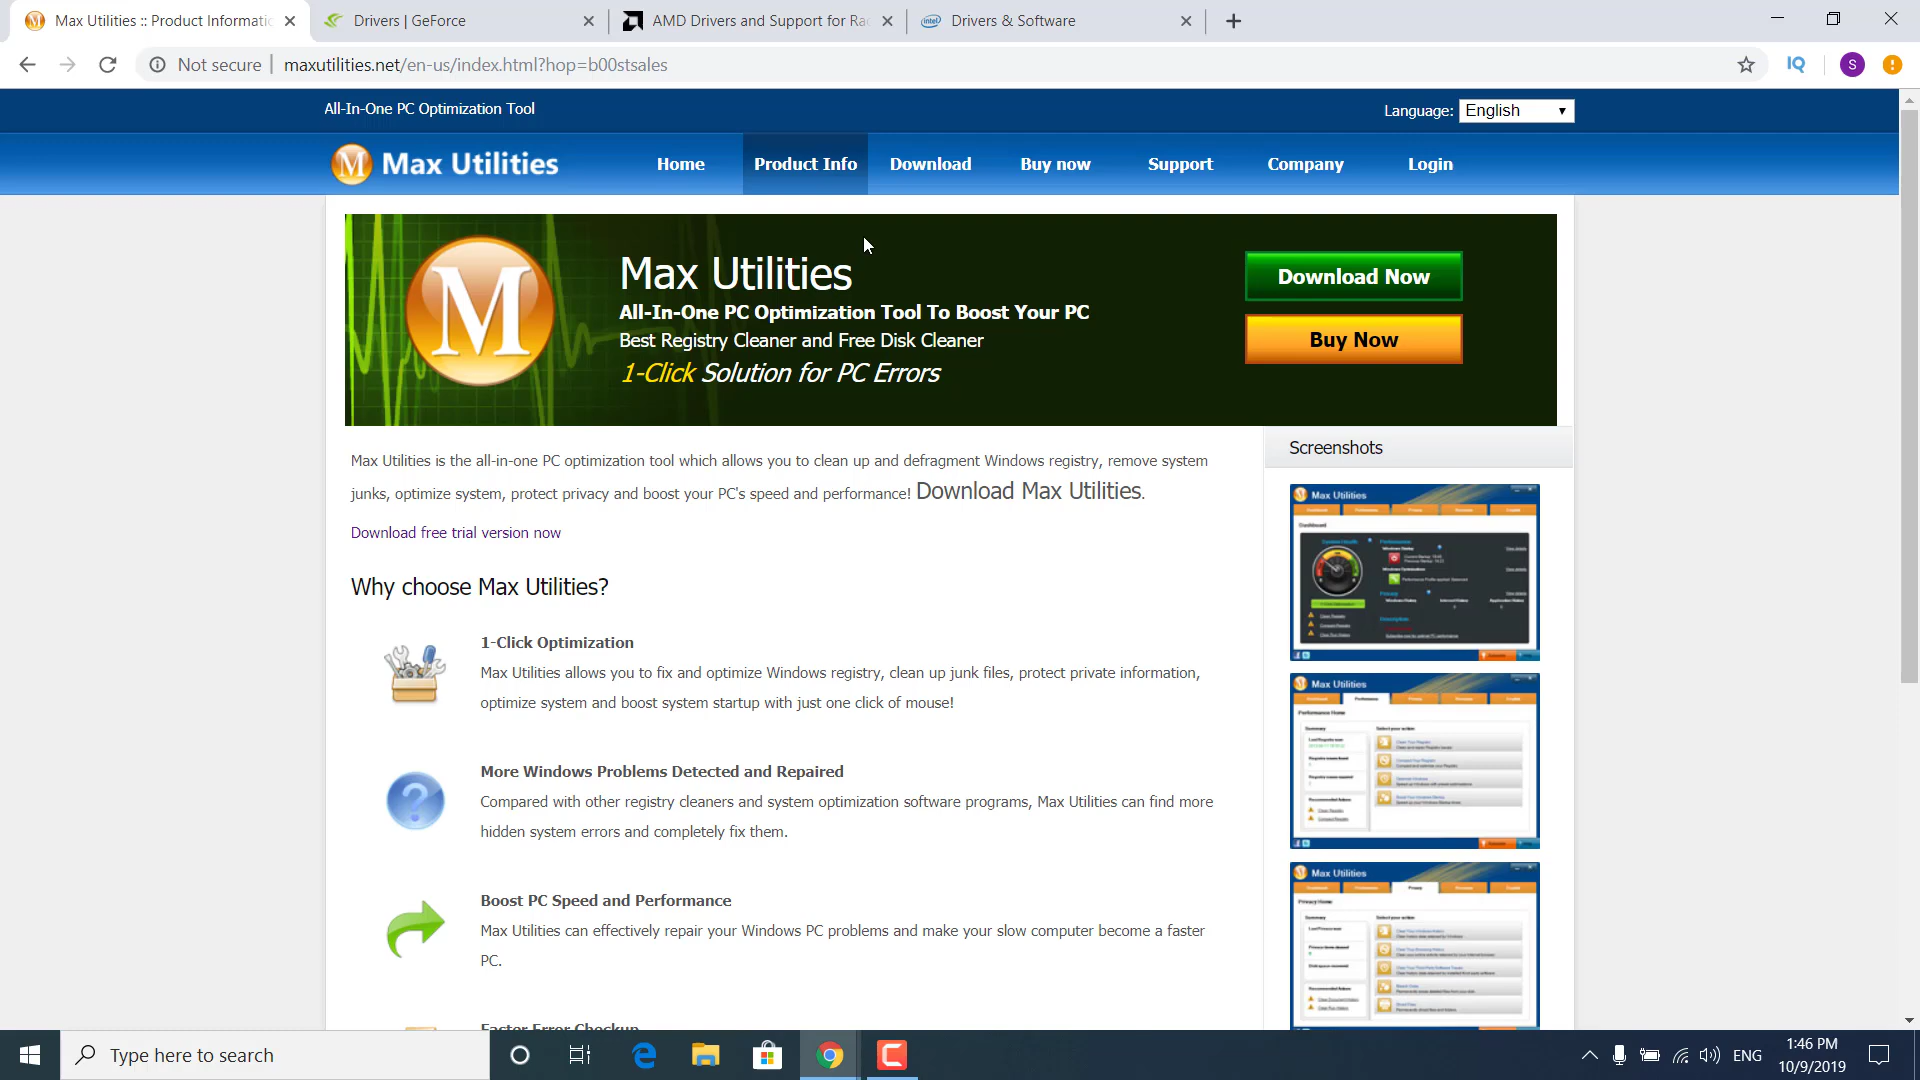 Max Utilities :: Product Informatic
Drivers | GeForce
AMD Drivers and Support for Ra
Drivers & Software
Not secure | maxutilities.net/en-us/index.html?hop=b00stsales
IQ
S
All-In-One PC Optimization Tool
Language: English
M Max Utilities
Home
Product Info
Download
Buy now
Support
Company
Login
M
Max Utilities
All-In-One PC Optimization Tool To Boost Your PC
Best Registry Cleaner and Free Disk Cleaner
1-Click Solution for PC Errors
Download Now
Buy Now
Max Utilities is the all-in-one PC optimization tool which allows you to clean up and defragment Windows registry, remove system
junks, optimize system, protect privacy and boost your PC's speed and performance! Download Max Utilities.
Download free trial version now
Why choose Max Utilities?
1-Click Optimization
Max Utilities allows you to fix and optimize Windows registry, clean up junk files, protect private information,
optimize system and boost system startup with just one click of mouse!
More Windows Problems Detected and Repaired
Compared with other registry cleaners and system optimization software programs, Max Utilities can find more
hidden system errors and completely fix them.
Boost PC Speed and Performance
Max Utilities can effectively repair your Windows PC problems and make your slow computer become a faster
PC.
Faster Error Checkup
Screenshots
Max Utilities
Dashboard
Max Utilities
Performance Home
Max Utilities
Privacy Home
Type here to search
ENG
1:46 PM
10/9/2019